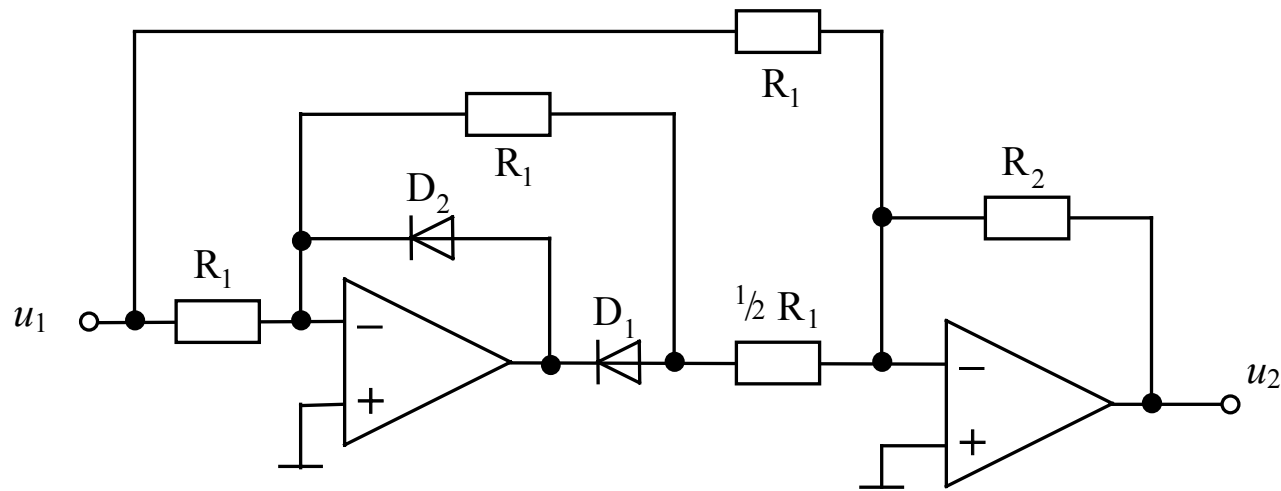 R₁
R₁
D₂
R₂
R₁
u₁
D₁
½ R₁
u₂
−
+
−
+